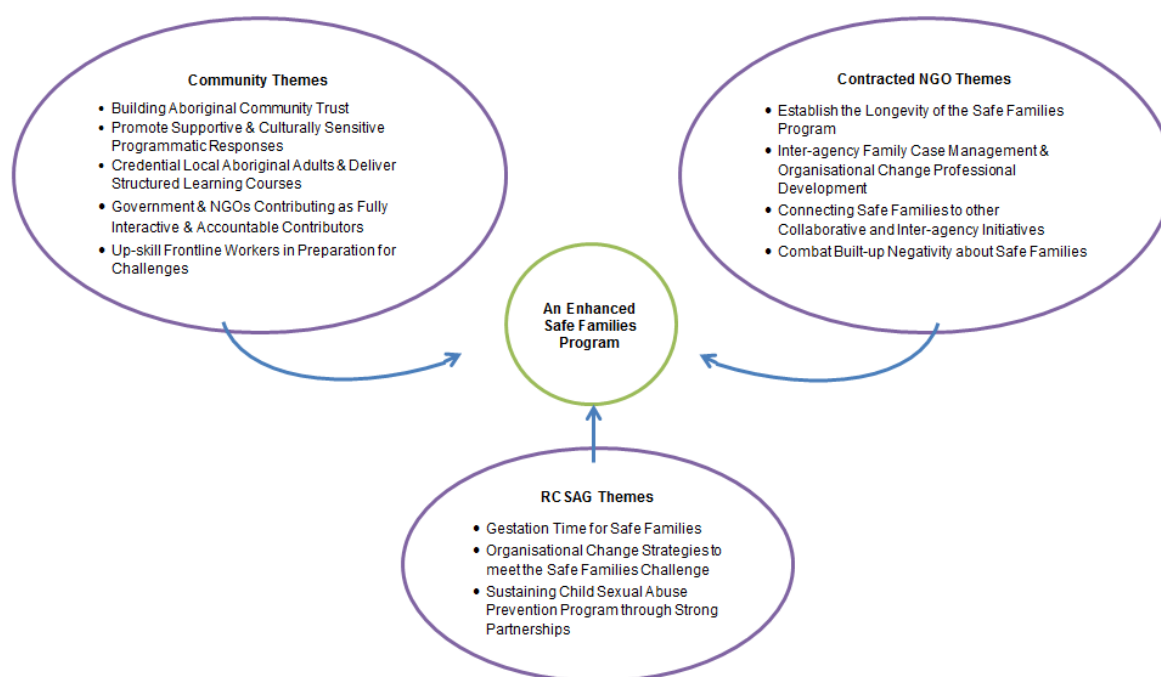 Community Themes
• Building Aboriginal Community Trust
• Promote Supportive & Culturally Sensitive
Programmatic Responses
• Credential Local Aboriginal Adults & Deliver
Structured Learning Courses
• Government & NGOs Contributing as Fully
Interactive & Accountable Contributors
• Up-skill Frontline Workers in Preparation for
Challenges
Contracted NGO Themes
• Establish the Longevity of the Safe Families
Program
• Inter-agency Family Case Management &
Organisational Change Professional
Development
• Connecting Safe Families to other
Collaborative and Inter-agency Initiatives
• Combat Built-up Negativity about Safe Families
An Enhanced
Safe Families
Program
RCSAG Themes
• Gestation Time for Safe Families
• Organisational Change Strategies to
meet the Safe Families Challenge
• Sustaining Child Sexual Abuse
Prevention Program through Strong
Partnerships